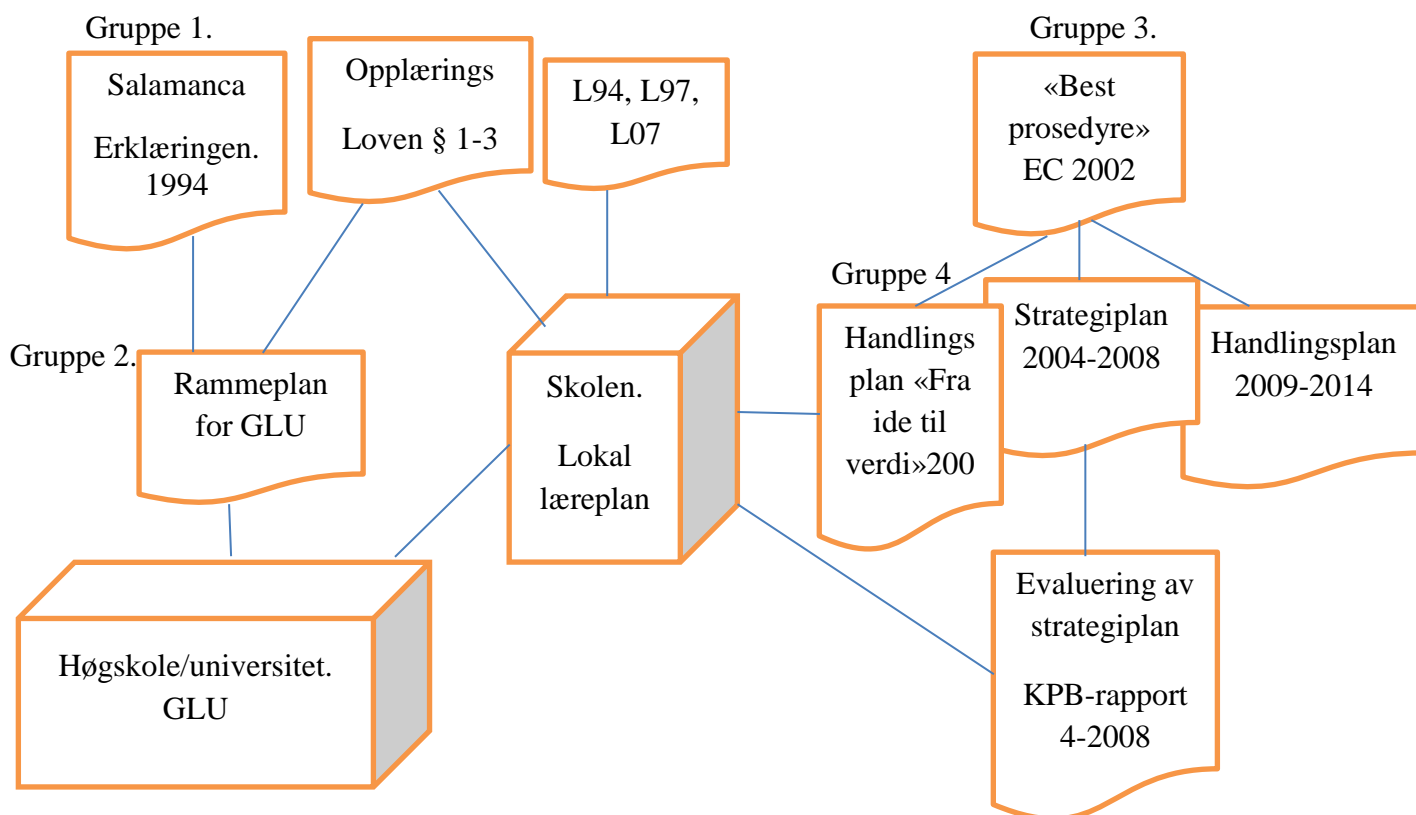 Gruppe 1.
Salamanca
Erklæringen.
1994
Opplærings
Loven § 1-3
L94, L97,
L07
Gruppe 3.
«Best
prosedyre»
EC 2002
Gruppe 2.
Rammeplan
for GLU
Skolen.
Lokal
læreplan
Gruppe 4
Handlings
plan «Fra
ide til
verdi»200
Strategiplan
2004-2008
Handlingsplan
2009-2014
Høgskole/universitet.
GLU
Evaluering av
strategiplan
KPB-rapport
4-2008